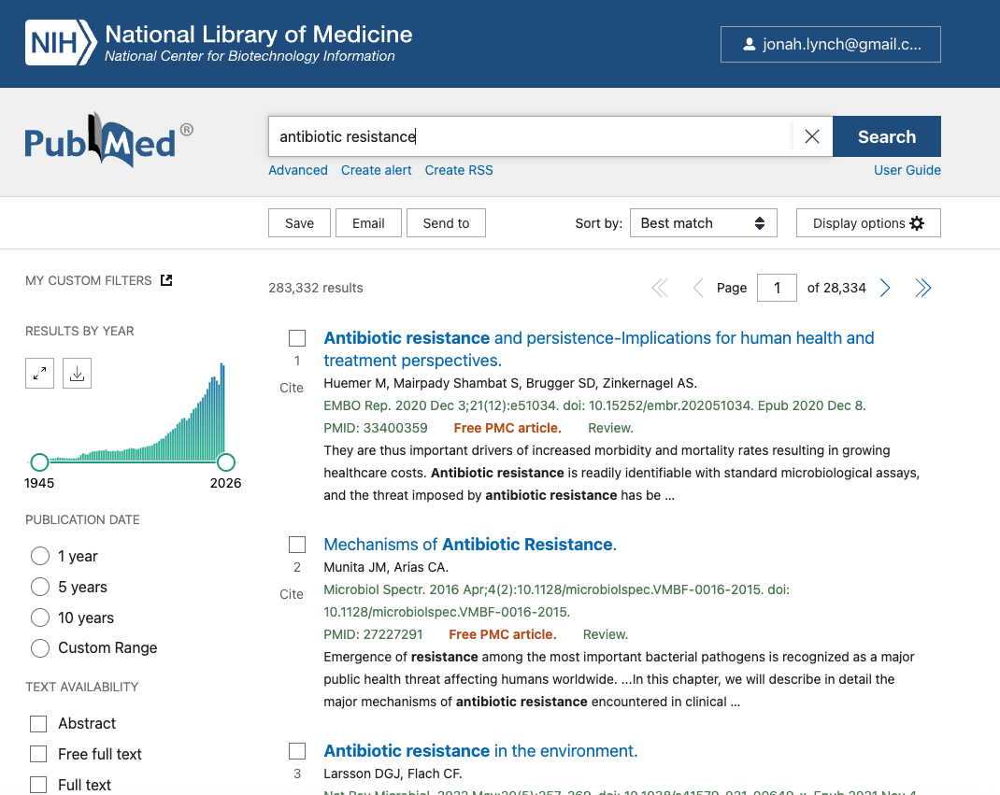 NIH
National Library of Medicine
National Center for Biotechnology Information
jonah.lynch@gmail.c...
PubMed®
antibiotic resistance
Search
Advanced Create alert Create RSS
User Guide
Save Email Send to
Sort by: Best match
Display options
MY CUSTOM FILTERS
RESULTS BY YEAR
1945 2026
PUBLICATION DATE
1 year
5 years
10 years
Custom Range
TEXT AVAILABILITY
Abstract
Free full text
Full text
283,332 results
Page 1 of 28,334
Antibiotic resistance and persistence-Implications for human health and
treatment perspectives.
1
Cite
Huemer M, Mairpady Shambat S, Brugger SD, Zinkernagel AS.
EMBO Rep. 2020 Dec 3;21(12):e51034. doi: 10.15252/embr.202051034. Epub 2020 Dec 8.
PMID: 33400359 Free PMC article. Review.
They are thus important drivers of increased morbidity and mortality rates resulting in growing
healthcare costs. Antibiotic resistance is readily identifiable with standard microbiological assays,
and the threat imposed by antibiotic resistance has be ...
Mechanisms of Antibiotic Resistance.
2
Cite
Munita JM, Arias CA.
Microbiol Spectr. 2016 Apr;4(2):10.1128/microbiolspec.VMBF-0016-2015. doi:
10.1128/microbiolspec.VMBF-0016-2015.
PMID: 27227291 Free PMC article. Review.
Emergence of resistance among the most important bacterial pathogens is recognized as a major
public health threat affecting humans worldwide. ...In this chapter, we will describe in detail the
major mechanisms of antibiotic resistance encountered in clinical ...
Antibiotic resistance in the environment.
3
Larsson DGJ, Flach CF.